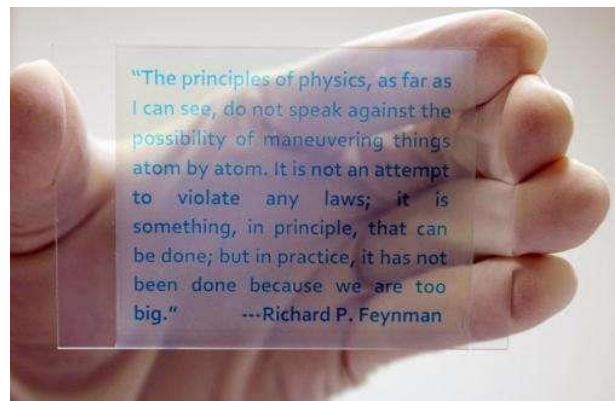 “The principles of physics, as far as
I can see, do not speak against the
possibility of maneuvering things
atom by atom. It is not an attempt
to violate any laws; it is
something, in principle, that can
be done; but in practice, it has not
been done because we are too
big.“ ---Richard P. Feynman